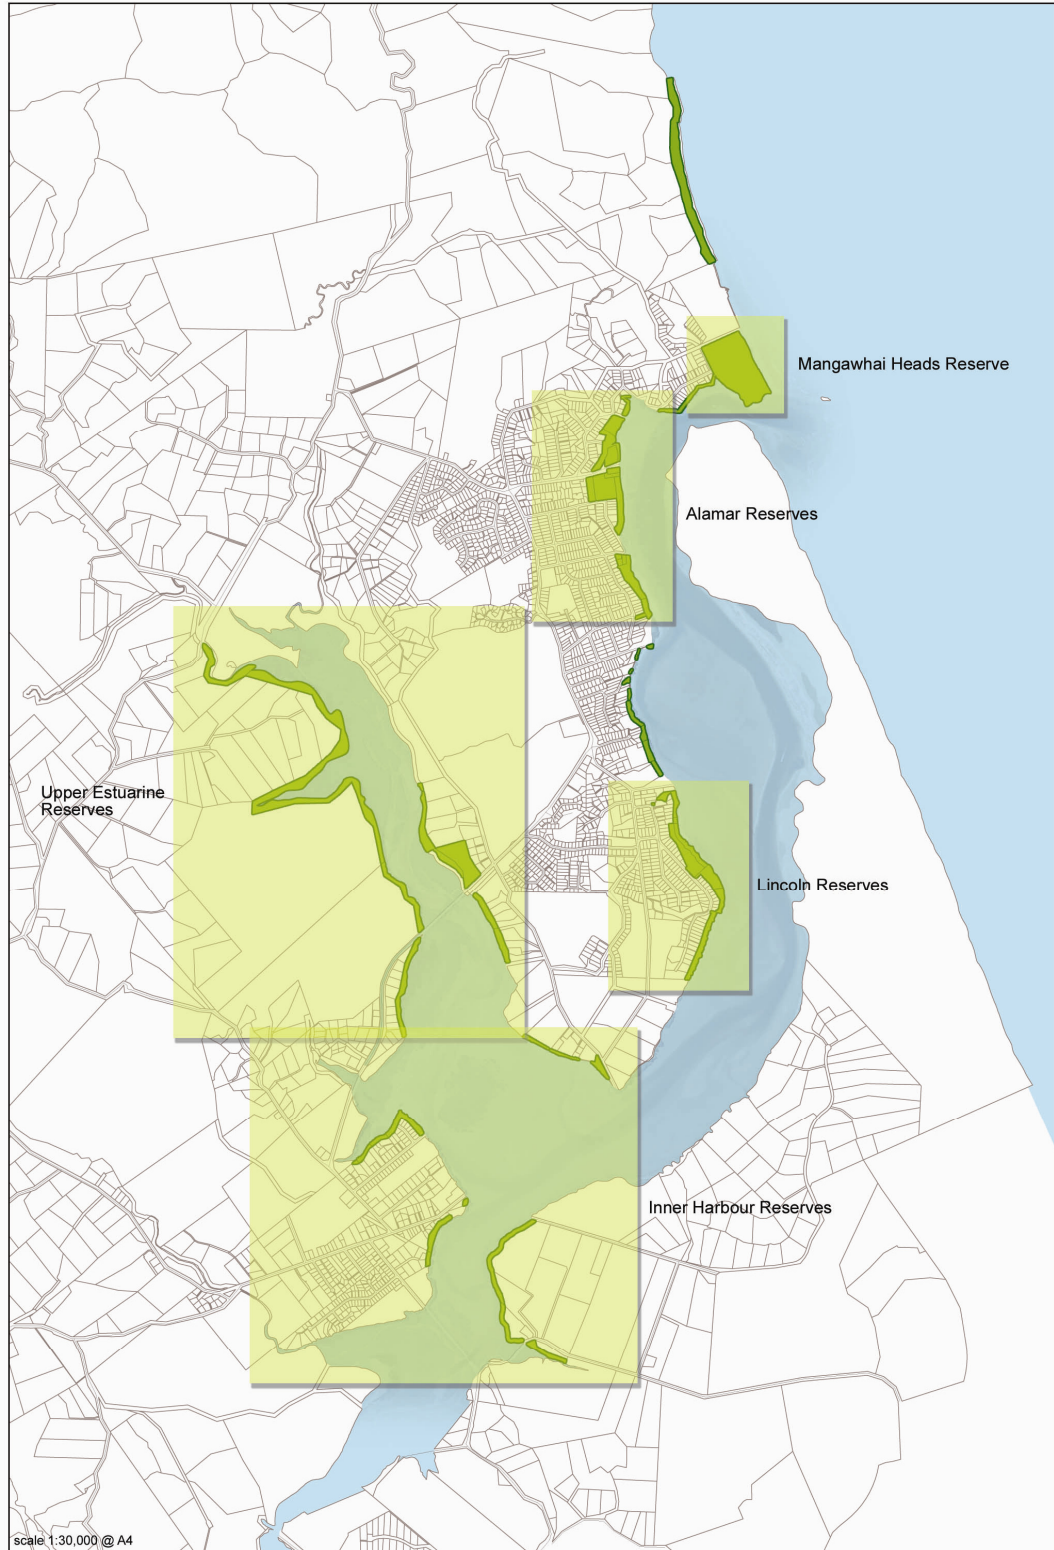 Mangawhai Heads Reserve
Alamar Reserves
Upper Estuarine
Reserves
Lincoln Reserves
Inner Harbour Reserves
scale 1:30,000 @ A4